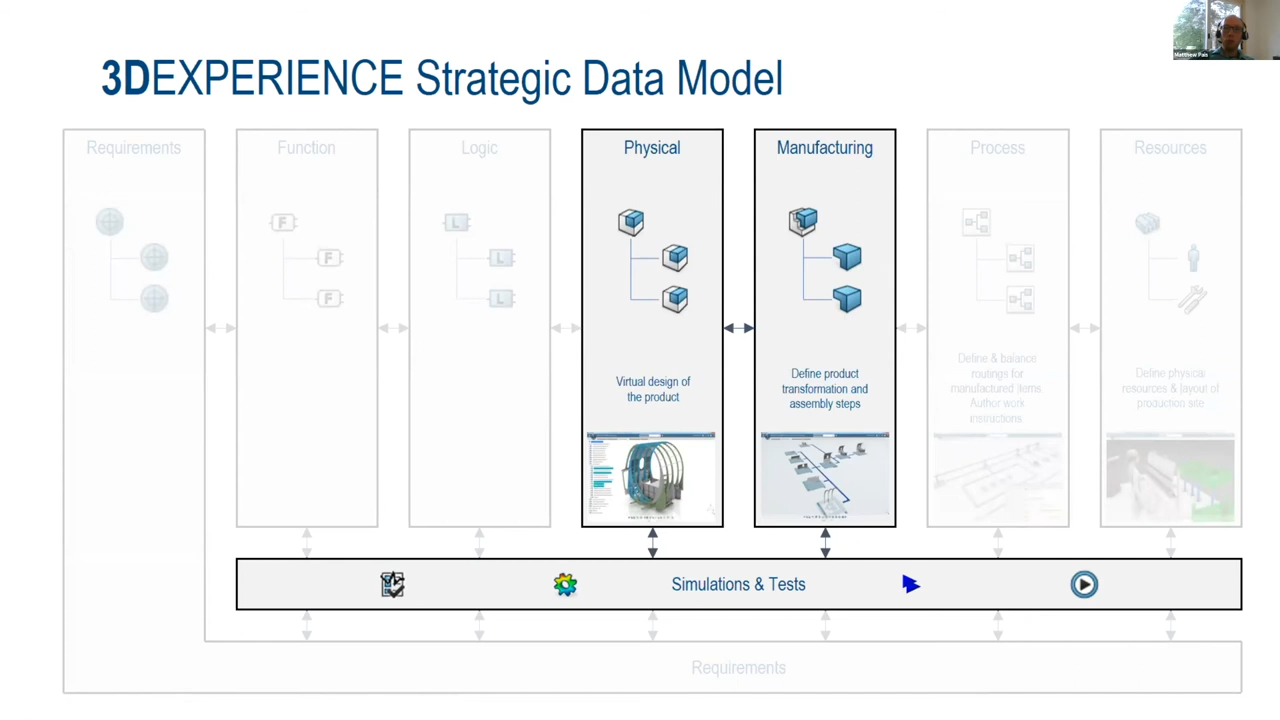 Matthew Pais
3DEXPERIENCE Strategic Data Model
Requirements
Function
Logic
Physical
Manufacturing
Process
Resources
F
F
F
L
L
L
Virtual design of
the product
Define product
transformation and
assembly steps
Define & balance
routings for
manufactured items
Author work
instructions
Define physical
resources & layout of
production site
Simulations & Tests
Requirements